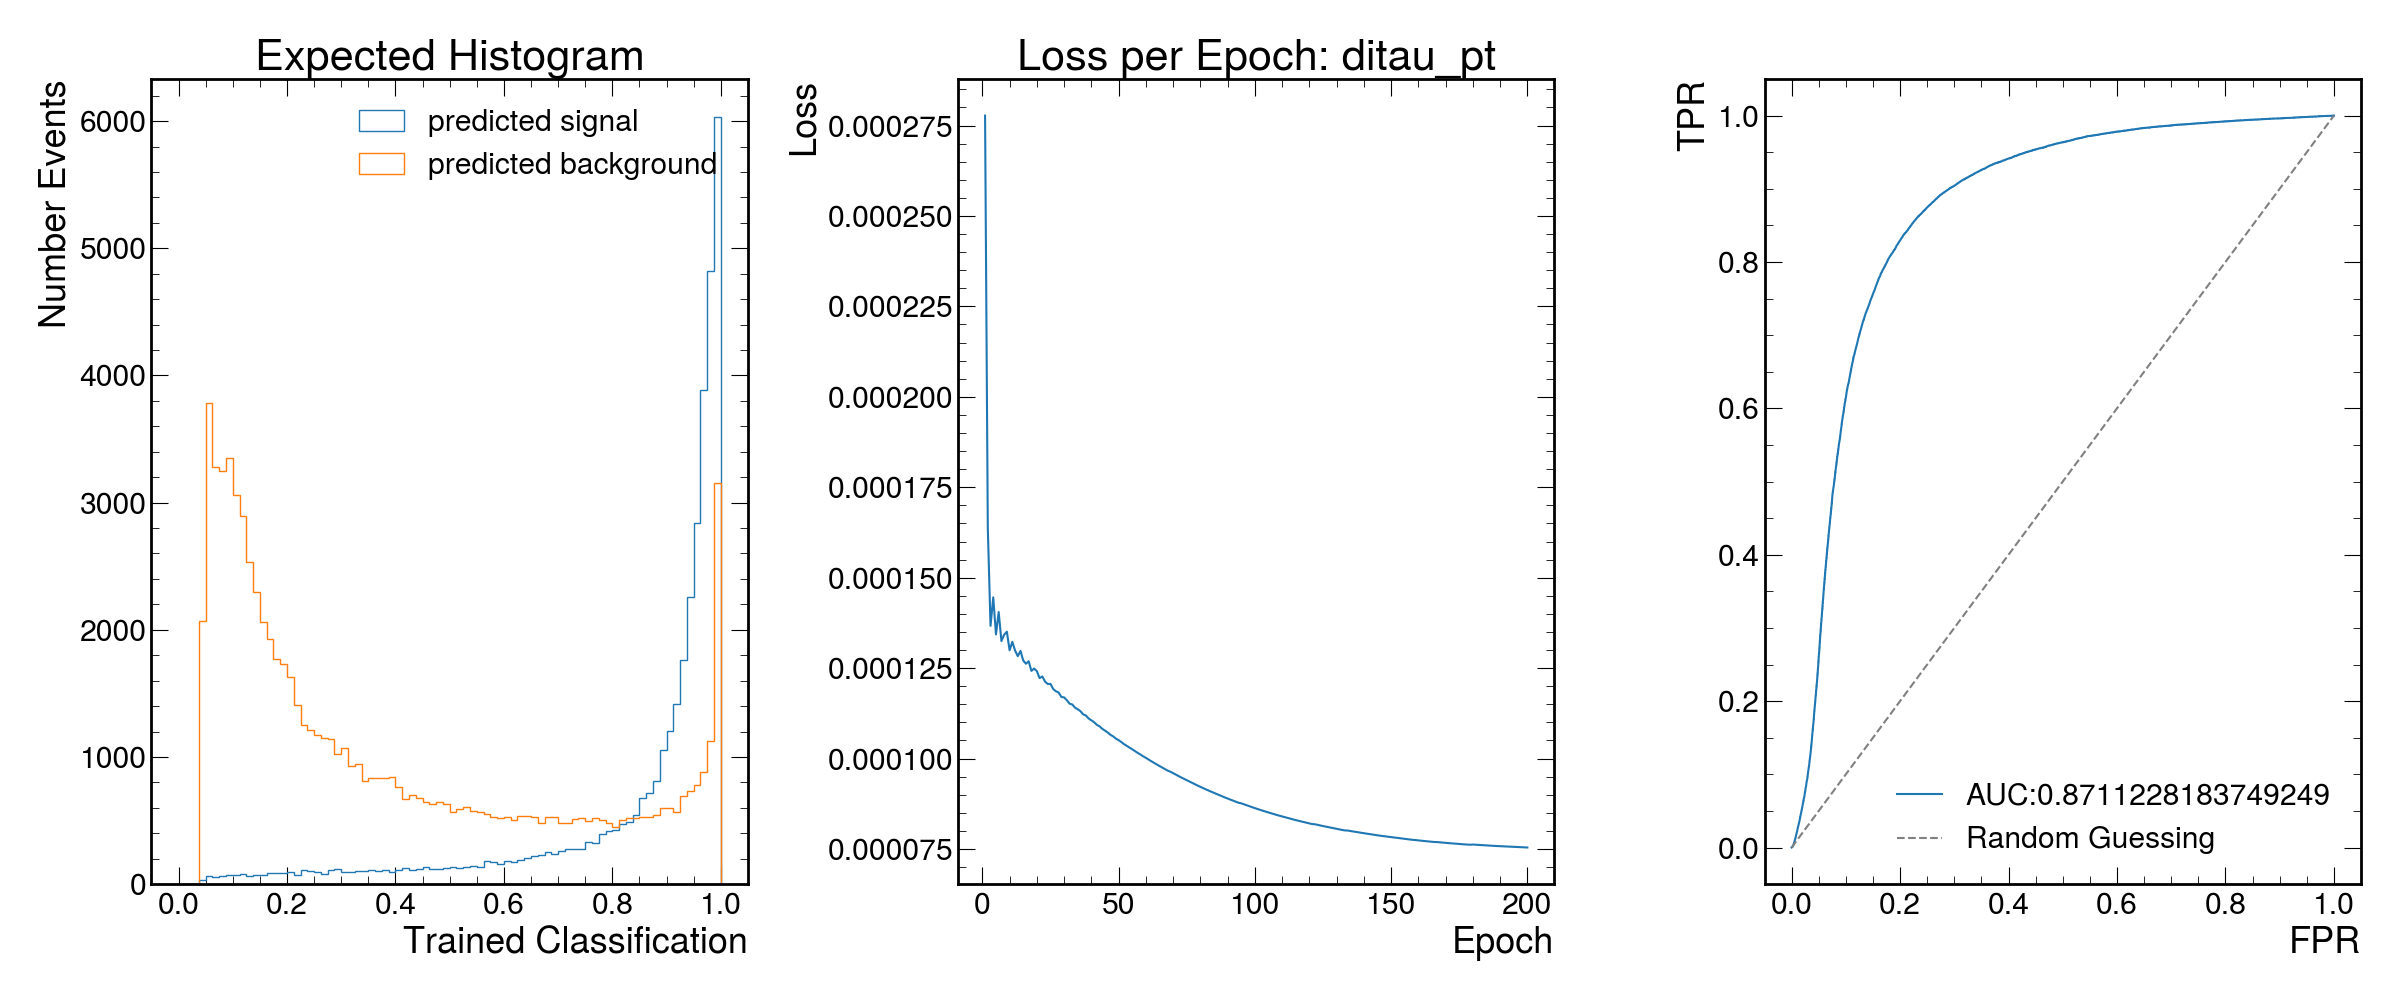 Expected Histogram
Number Events
6000
5000
4000
3000
2000
1000
0
predicted signal
predicted background
0.0 0.2 0.4 0.6 0.8 1.0
Trained Classification
Loss per Epoch: ditau_pt
Loss
0.000275
0.000250
0.000225
0.000200
0.000175
0.000150
0.000125
0.000100
0.000075
0 50 100 150 200
Epoch
TPR
1.0
0.8
0.6
0.4
0.2
0.0
AUC:0.8711228183749249
Random Guessing
0.0 0.2 0.4 0.6 0.8 1.0
FPR